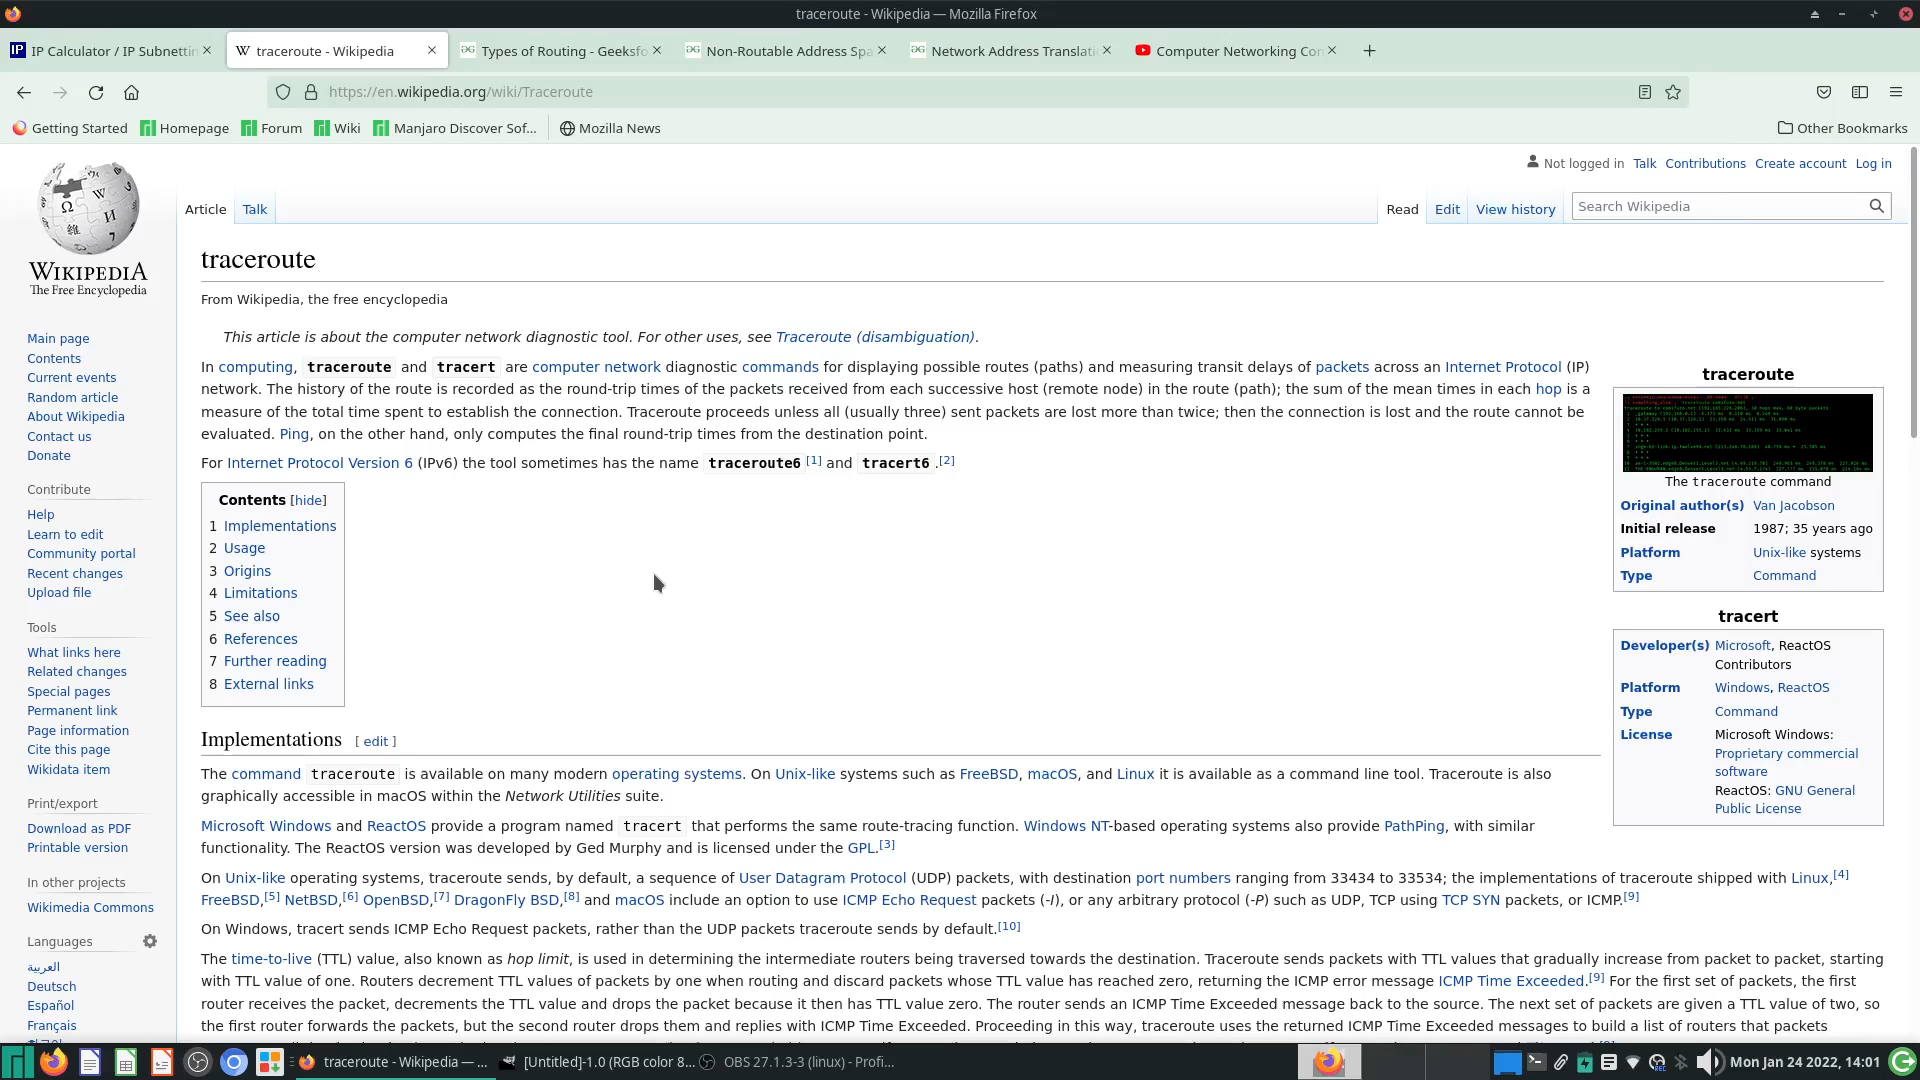 traceroute - Wikipedia — Mozilla Firefox
IP Calculator / IP Subnettin
traceroute - Wikipedia
Types of Routing - Geeksfo
Non-Routable Address Spa
Network Address Translati
Computer Networking Cor
https://en.wikipedia.org/wiki/Traceroute
Getting Started Homepage Forum Wiki Manjaro Discover Sof... Mozilla News Other Bookmarks
Not logged in Talk Contributions Create account Log in
Article Talk Read Edit View history Search Wikipedia
WIKIPEDIA
The Free Encyclopedia
Main page
Contents
Current events
Random article
About Wikipedia
Contact us
Donate
Contribute
Help
Learn to edit
Community portal
Recent changes
Upload file
Tools
What links here
Related changes
Special pages
Permanent link
Page information
Cite this page
Wikidata item
Print/export
Download as PDF
Printable version
In other projects
Wikimedia Commons
Languages
العربية
Deutsch
Español
Français
traceroute
From Wikipedia, the free encyclopedia
This article is about the computer network diagnostic tool. For other uses, see Traceroute (disambiguation).
In computing, traceroute and tracert are computer network diagnostic commands for displaying possible routes (paths) and measuring transit delays of packets across an Internet Protocol (IP)
network. The history of the route is recorded as the round-trip times of the packets received from each successive host (remote node) in the route (path); the sum of the mean times in each hop is a
measure of the total time spent to establish the connection. Traceroute proceeds unless all (usually three) sent packets are lost more than twice; then the connection is lost and the route cannot be
evaluated. Ping, on the other hand, only computes the final round-trip times from the destination point.
For Internet Protocol Version 6 (IPv6) the tool sometimes has the name traceroute6 [1] and tracert6 .[2]
Contents [hide]
1 Implementations
2 Usage
3 Origins
4 Limitations
5 See also
6 References
7 Further reading
8 External links
traceroute
The traceroute command
Original author(s) Van Jacobson
Initial release 1987; 35 years ago
Platform Unix-like systems
Type Command
tracert
Developer(s) Microsoft, ReactOS
Contributors
Platform Windows, ReactOS
Type Command
License Microsoft Windows:
Proprietary commercial
software
ReactOS: GNU General
Public License
Implementations [ edit ]
The command traceroute is available on many modern operating systems. On Unix-like systems such as FreeBSD, macOS, and Linux it is available as a command line tool. Traceroute is also
graphically accessible in macOS within the Network Utilities suite.
Microsoft Windows and ReactOS provide a program named tracert that performs the same route-tracing function. Windows NT-based operating systems also provide PathPing, with similar
functionality. The ReactOS version was developed by Ged Murphy and is licensed under the GPL.[3]
On Unix-like operating systems, traceroute sends, by default, a sequence of User Datagram Protocol (UDP) packets, with destination port numbers ranging from 33434 to 33534; the implementations of traceroute shipped with Linux,[4]
FreeBSD,[5] NetBSD,[6] OpenBSD,[7] DragonFly BSD,[8] and macOS include an option to use ICMP Echo Request packets (-I), or any arbitrary protocol (-P) such as UDP, TCP using TCP SYN packets, or ICMP.[9]
On Windows, tracert sends ICMP Echo Request packets, rather than the UDP packets traceroute sends by default.[10]
The time-to-live (TTL) value, also known as hop limit, is used in determining the intermediate routers being traversed towards the destination. Traceroute sends packets with TTL values that gradually increase from packet to packet, starting
with TTL value of one. Routers decrement TTL values of packets by one when routing and discard packets whose TTL value has reached zero, returning the ICMP error message ICMP Time Exceeded.[9] For the first set of packets, the first
router receives the packet, decrements the TTL value and drops the packet because it then has TTL value zero. The router sends an ICMP Time Exceeded message back to the source. The next set of packets are given a TTL value of two, so
the first router forwards the packets, but the second router drops them and replies with ICMP Time Exceeded. Proceeding in this way, traceroute uses the returned ICMP Time Exceeded messages to build a list of routers that packets
traceroute - Wikipedia — ... [Untitled]-1.0 (RGB color 8... OBS 27.1.3-3 (linux) - Profi... Mon Jan 24 2022, 14:01